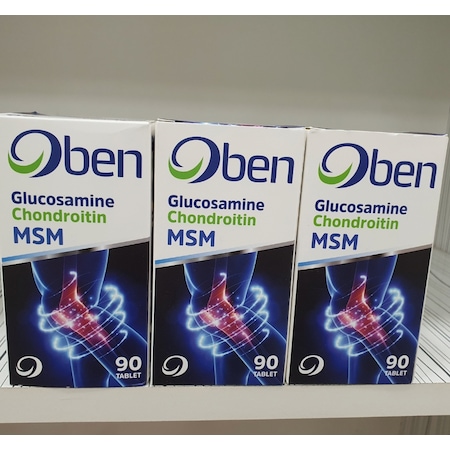 Oben
Glucosamine
Chondroitin
MSM
90
TABLET
Oben
Glucosamine
Chondroitin
MSM
90
TABLET
Oben
Glucosamine
Chondroitin
MSM
90
TABLET